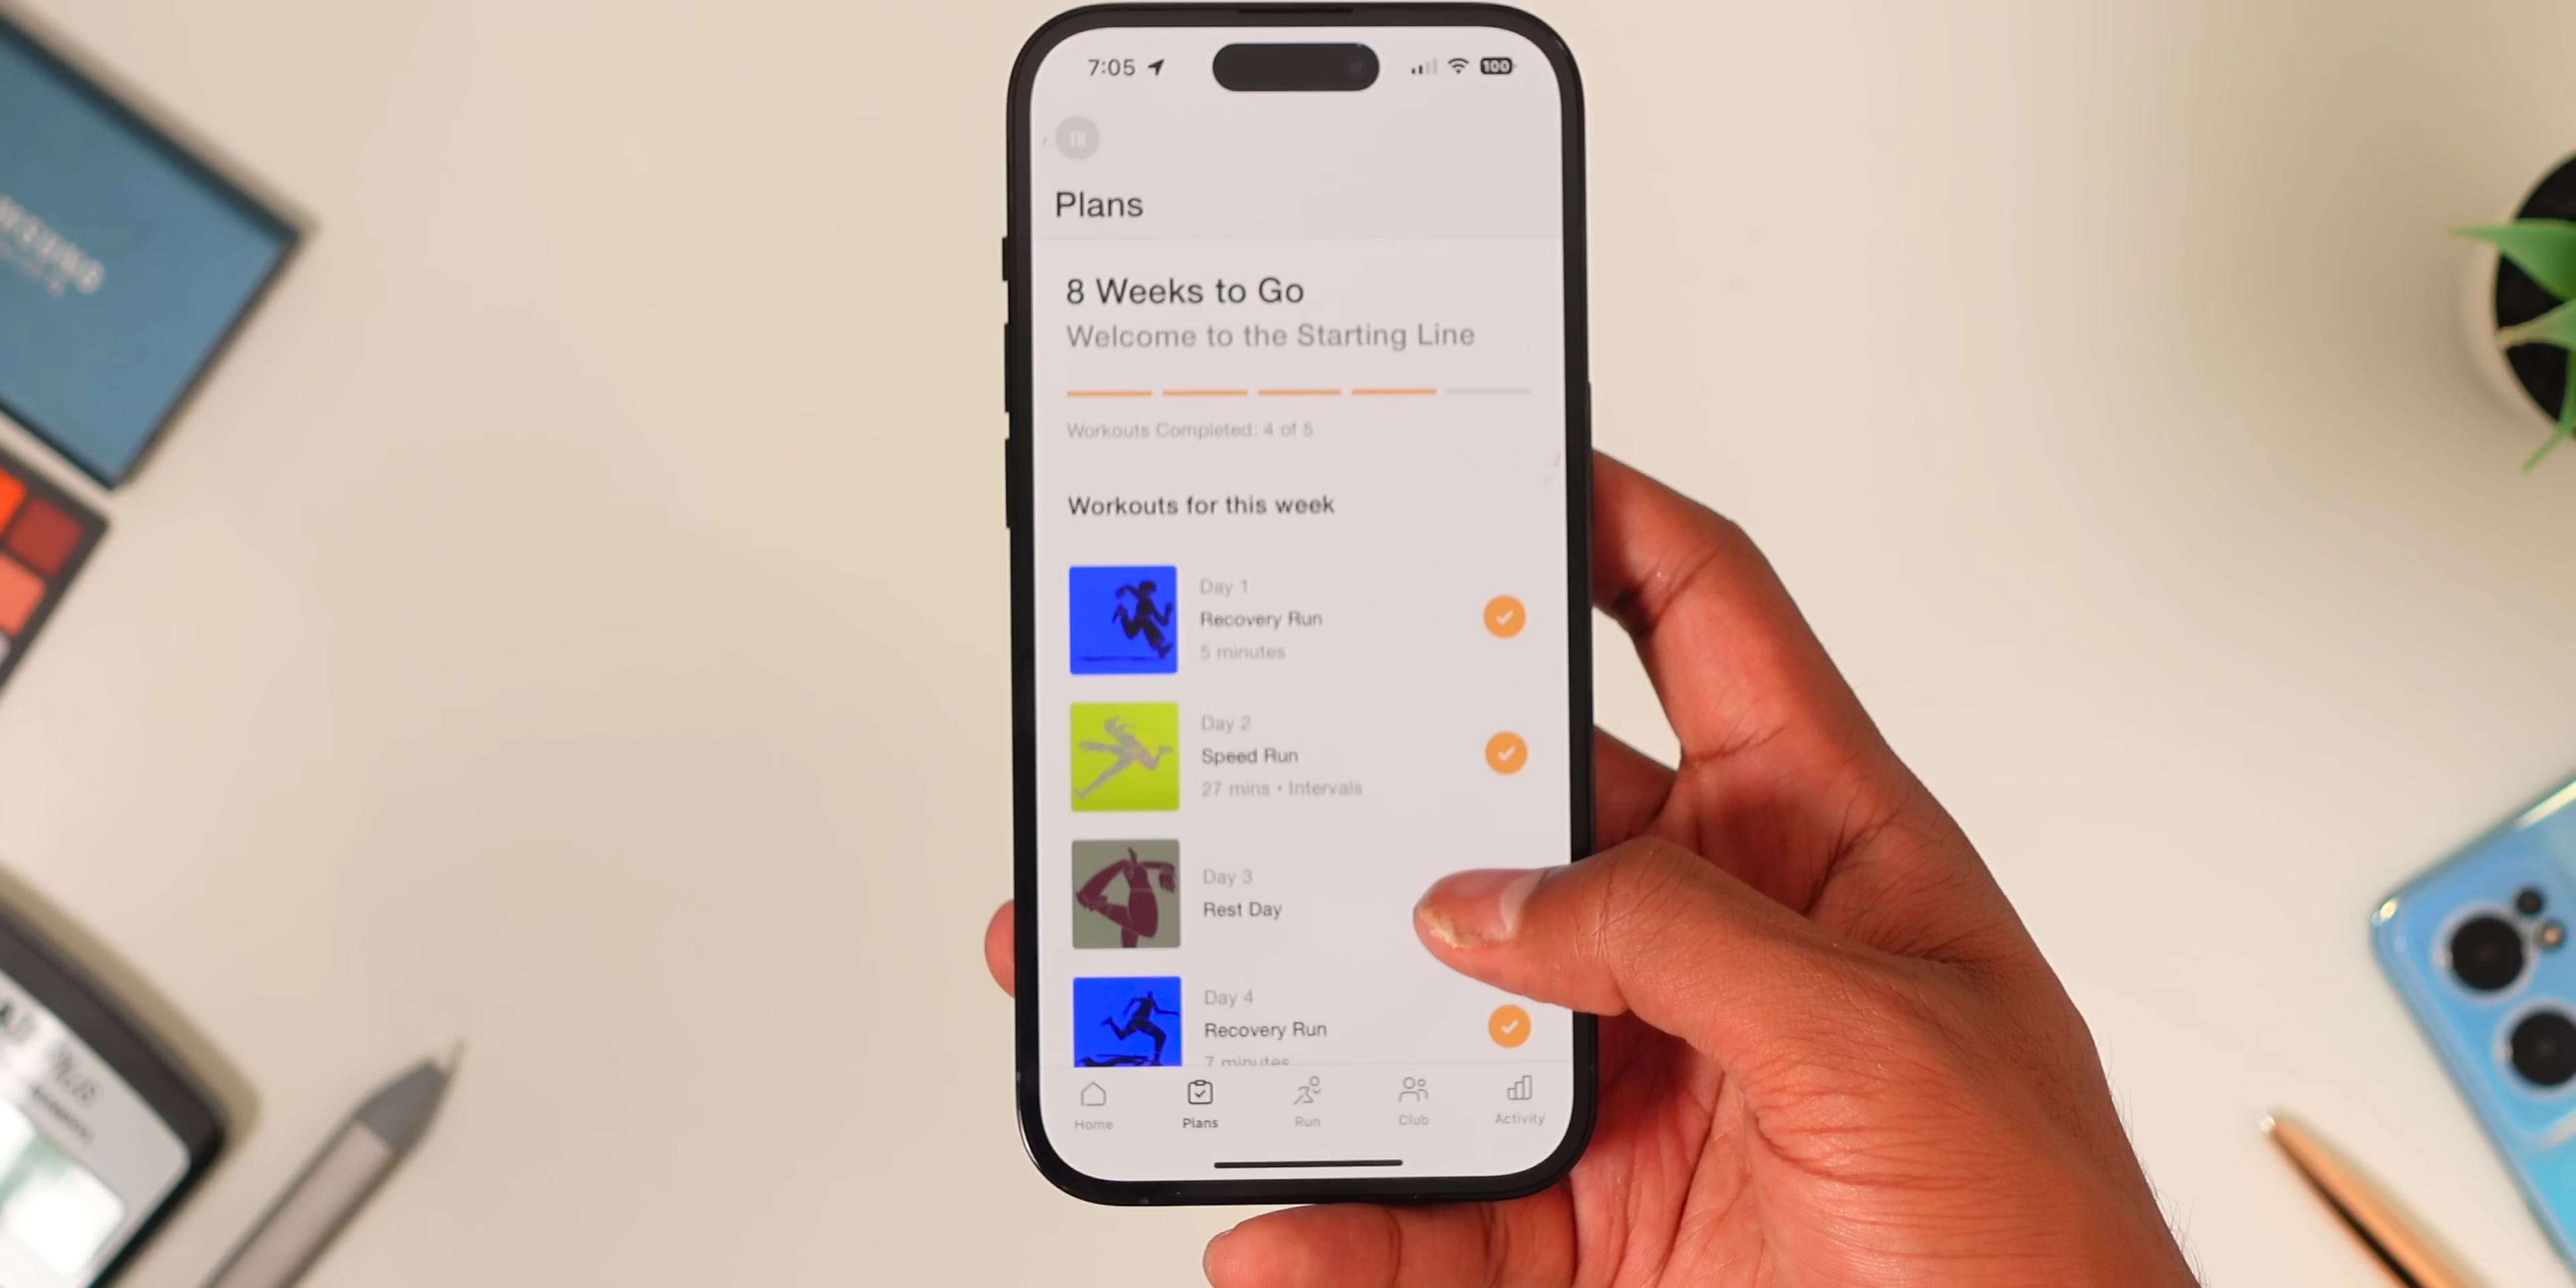 7:05
100
TR
Plans
8 Weeks to Go
Welcome to the Starting Line
Workouts Completed: 4 of 5
Workouts for this week
Day 1
Recovery Run
5 minutes
Day 2
Speed Run
27 mins • Intervals
Day 3
Rest Day
Day 4
Recovery Run
7 minutes
Home
Plans
Run
Club
Activity